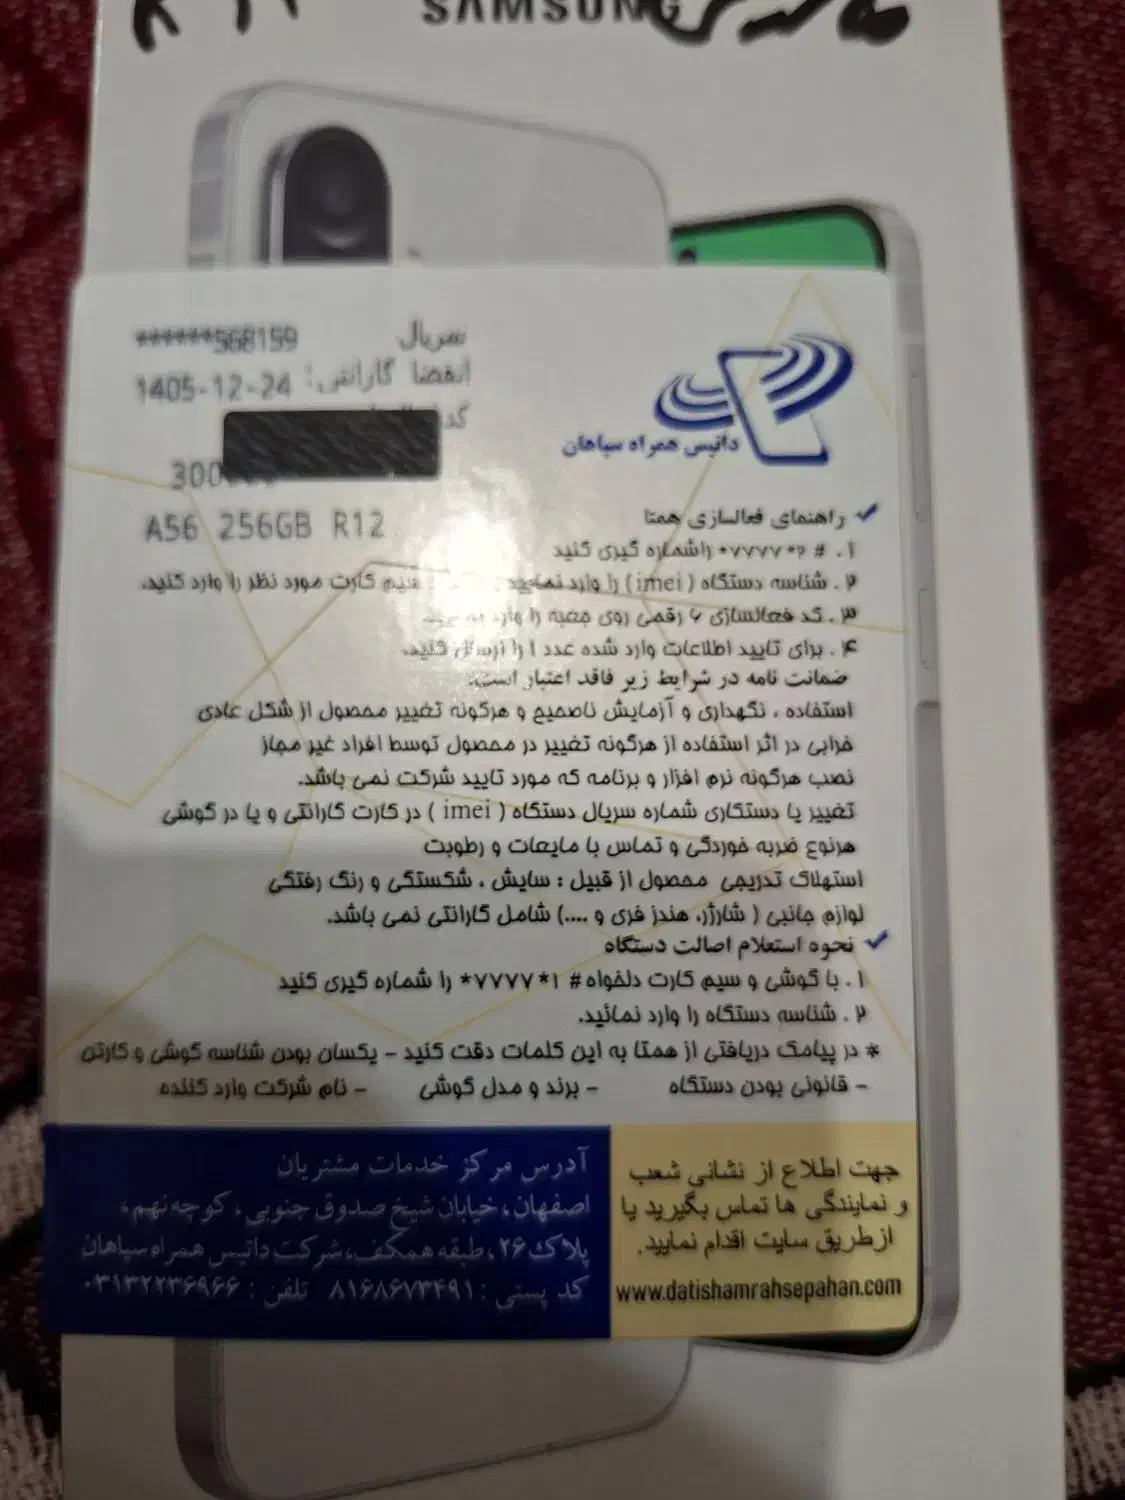 SAMSUNG
سریال ******568159
انقضا گارانتی: 1405-12-24
300
A56 256GB R12
داتیس همراه سپاهان
راهنمای فعالسازی همتا
۱. # ۲*۷۷۷۷* را شماره گیری کنید
۲. شناسه دستگاه (imei) را وارد سیم کارت مورد نظر را وارد کنید.
۳. کد فعالسازی ۶ رقمی روی جعبه را وارد
۴. برای تایید اطلاعات وارد شده عدد ۱ را ارسال کنید.
ضمانت نامه در شرایط زیر فاقد اعتبار است:
استفاده ، نگهداری و آزمایش ناصحیح و هرگونه تغییر محصول از شکل عادی
خرابی در اثر استفاده از هرگونه تغییر در محصول توسط افراد غیر مجاز
نصب هرگونه نرم افزار و برنامه که مورد تایید شرکت نمی باشد.
تغییر یا دستکاری شماره سریال دستگاه ( imei ) در کارت گارانتی و یا در گوشی
هرنوع ضربه خوردگی و تماس با مایعات و رطوبت
استهلاک تدریجی محصول از قبیل : سایش ، شکستگی و رنگ رفتگی
لوازم جانبی ( شارژر، هندز فری و ....) شامل گارانتی نمی باشد.
نحوه استعلام اصالت دستگاه
۱. با گوشی و سیم کارت دلخواه # ۱*۷۷۷۷* را شماره گیری کنید
۲. شناسه دستگاه را وارد نمائید.
* در پیامک دریافتی از همتا به این کلمات دقت کنید - یکسان بودن شناسه گوشی و کارتن
- قانونی بودن دستگاه - برند و مدل گوشی - نام شرکت وارد کننده
جهت اطلاع از نشانی شعب
و نمایندگی ها تماس بگیرید یا
ازطریق سایت اقدام نمایید.
www.datishamrahsepahan.com
آدرس مرکز خدمات مشتریان
اصفهان، خیابان شیخ صدوق جنوبی، کوچه نهم،
پلاک ۲۶، طبقه همکف، شرکت داتیس همراه سپاهان
کد پستی : ۸۱۶۸۶۷۳۴۹۱ تلفن : ۰۳۱۳۲۲۳۶۹۶۶